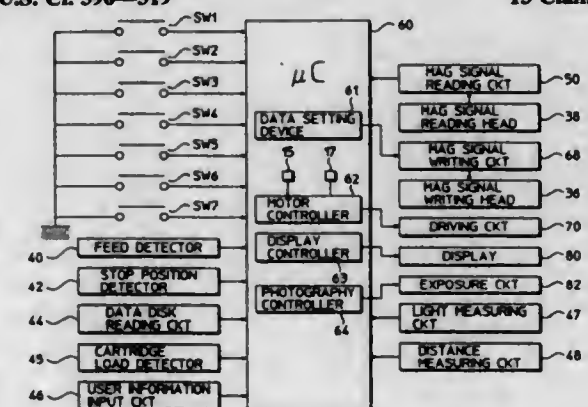 U.S. Cl. 396—319
SW1
SW2
SW3
SW4
SW5
SW6
SW7
40 FEED DETECTOR
42 STOP POSITION DETECTOR
44 DATA DISK READING CKT
45 CARTRIDGE LOAD DETECTOR
46 USER INFORMATION INPUT CKT
60
μC
61
DATA SETTING DEVICE
15 17
62
MOTOR CONTROLLER
DISPLAY CONTROLLER
63
PHOTOGRAPHY CONTROLLER
64
MAG SIGNAL READING CKT 50
MAG SIGNAL READING HEAD 38
MAG SIGNAL WRITING CKT 68
MAG SIGNAL WRITING HEAD 36
DRIVING CKT 70
DISPLAY 80
EXPOSURE CKT 82
LIGHT MEASURING CKT 47
DISTANCE MEASURING CKT 48